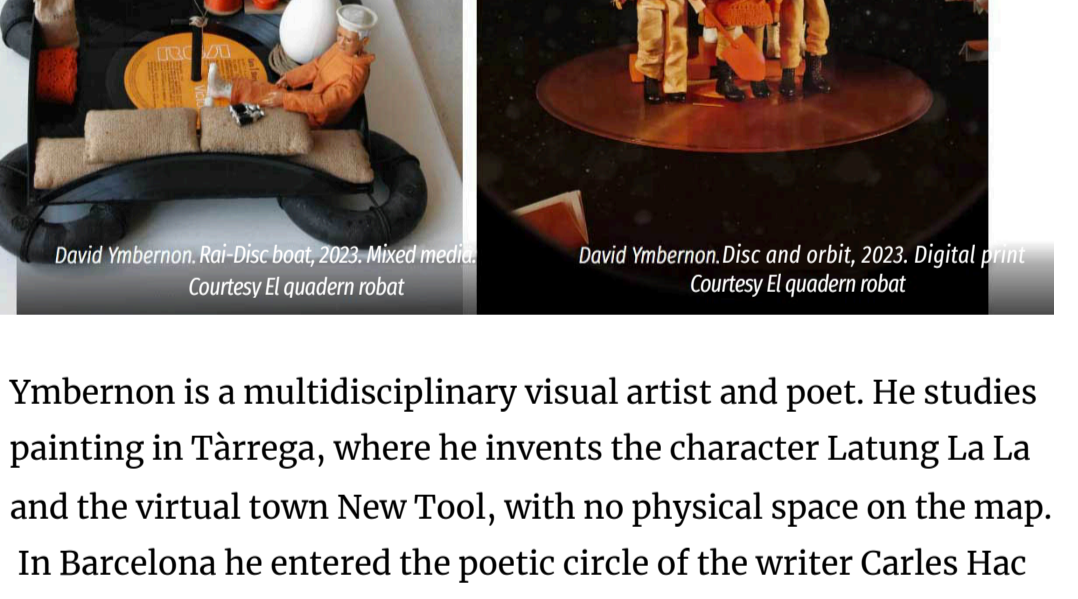 RCA
David Ymbernon. Rai-Disc boat, 2023. Mixed media.
Courtesy El quadern robat
David Ymbernon. Disc and orbit, 2023. Digital print
Courtesy El quadern robat
Ymbernon is a multidisciplinary visual artist and poet. He studies
painting in Tàrrega, where he invents the character Latung La La
and the virtual town New Tool, with no physical space on the map.
In Barcelona he entered the poetic circle of the writer Carles Hac